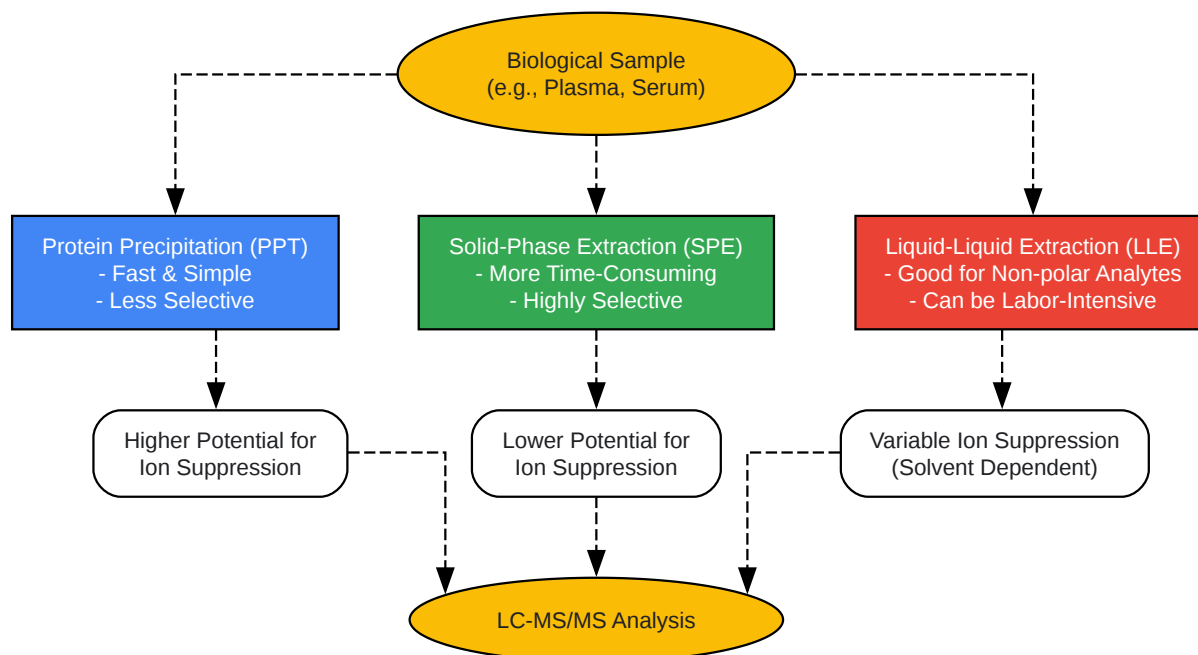 Biological Sample
(e.g., Plasma, Serum)
Protein Precipitation (PPT)
- Fast & Simple
- Less Selective
Solid-Phase Extraction (SPE)
- More Time-Consuming
- Highly Selective
Liquid-Liquid Extraction (LLE)
- Good for Non-polar Analytes
- Can be Labor-Intensive
Higher Potential for
Ion Suppression
Lower Potential for
Ion Suppression
Variable Ion Suppression
(Solvent Dependent)
LC-MS/MS Analysis